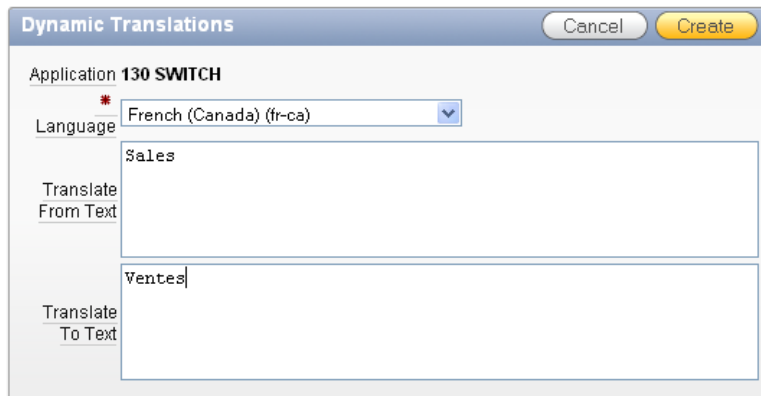 Dynamic Translations Cancel Create
Application 130 SWITCH
* Language French (Canada) (fr-ca)
Translate From Text Sales
Translate To Text Ventes